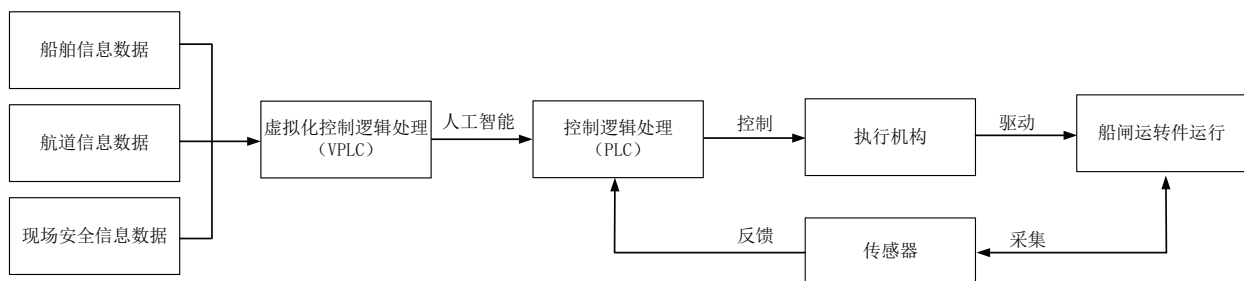 船舶信息数据
航道信息数据
现场安全信息数据
虚拟化控制逻辑处理
（VPLC）
人工智能
控制逻辑处理
（PLC）
控制
执行机构
驱动
船闸运转件运行
反馈
传感器
采集